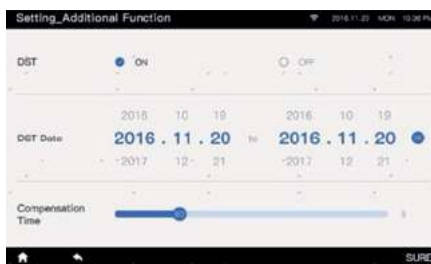 Setting_Additional Function 2016.11.20 MON 10:36 PM
DST ON OFF
2016 10 19 2016 10 19
DST Date 2016 . 11 . 20 to 2016 . 11 . 20
2017 12 21 2017 12 21
Compensation
Time
SURE